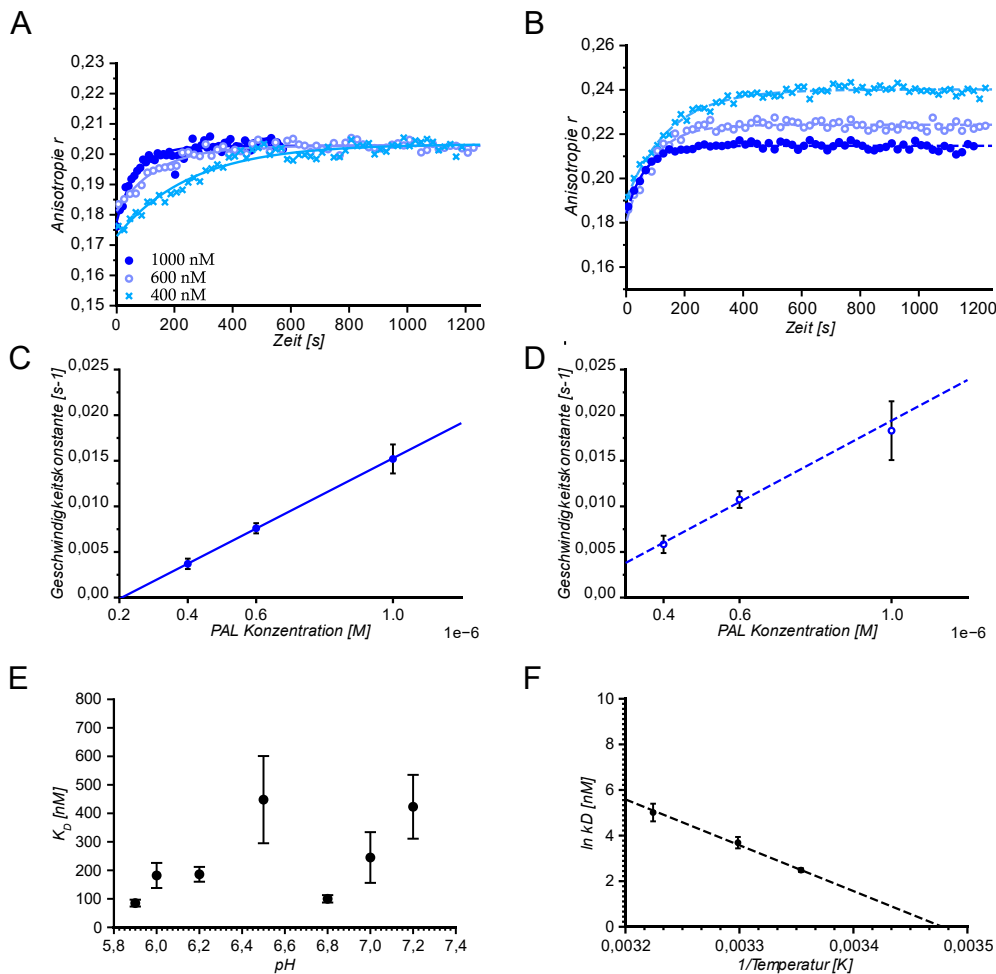 A
0,23
0,22
0,21
0,20
0,19
0,18
0,17
0,16
0,15
Anisotropie r
1000 nM
600 nM
400 nM
0 200 400 600 800 1000 1200
Zeit [s]
B
0,26
0,24
0,22
0,20
0,18
0,16
Anisotropie r
0 200 400 600 800 1000 1200
Zeit [s]
C
0,025
0,020
0,015
0,010
0,005
0,00
Geschwindigkeitskonstante [s-1]
0.2 0.4 0.6 1.0
PAL Konzentration [M]
1e-6
D
0,025
0,020
0,015
0,010
0,005
0,00
Geschwindigkeitskonstante [s-1]
0.4 0.6 1.0
PAL Konzentration [M]
1e-6
E
800
700
600
500
400
300
200
100
0
K_D [nM]
5,8 6,0 6,2 6,4 6,6 6,8 7,0 7,2 7,4
pH
F
10
8
6
4
2
0
ln kD [nM]
0,0032 0,0033 0,0034 0,0035
1/Temperatur [K]